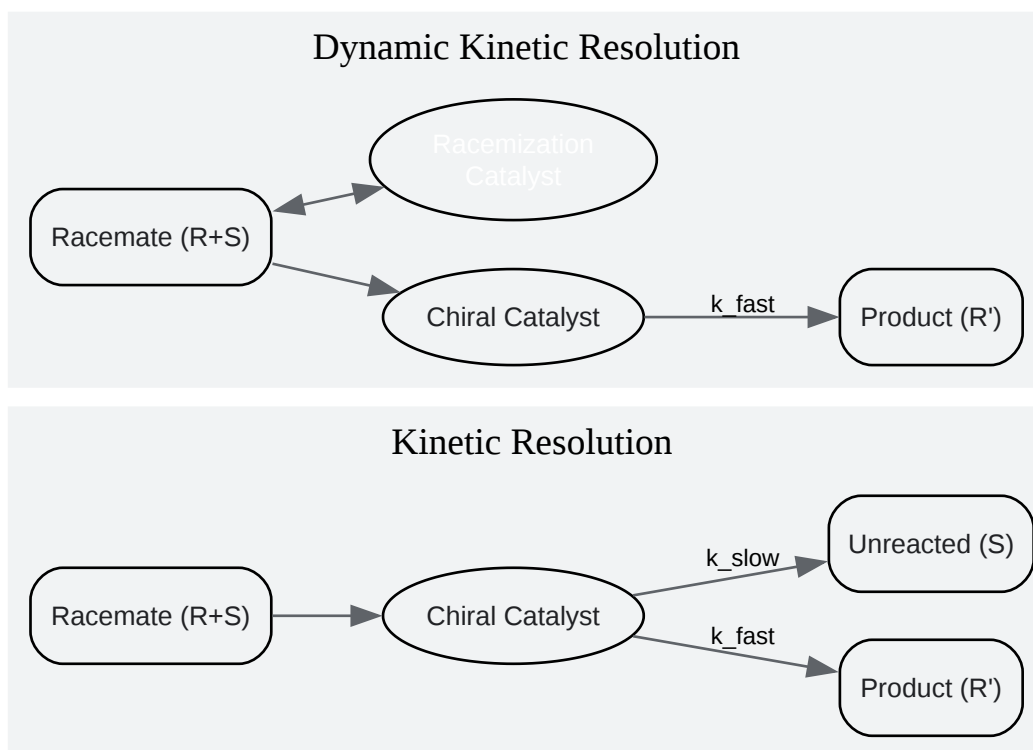 Dynamic Kinetic Resolution
Racemization
Catalyst
Racemate (R+S)
Chiral Catalyst
k_fast
Product (R')
Kinetic Resolution
Racemate (R+S)
Chiral Catalyst
k_slow
Unreacted (S)
k_fast
Product (R')